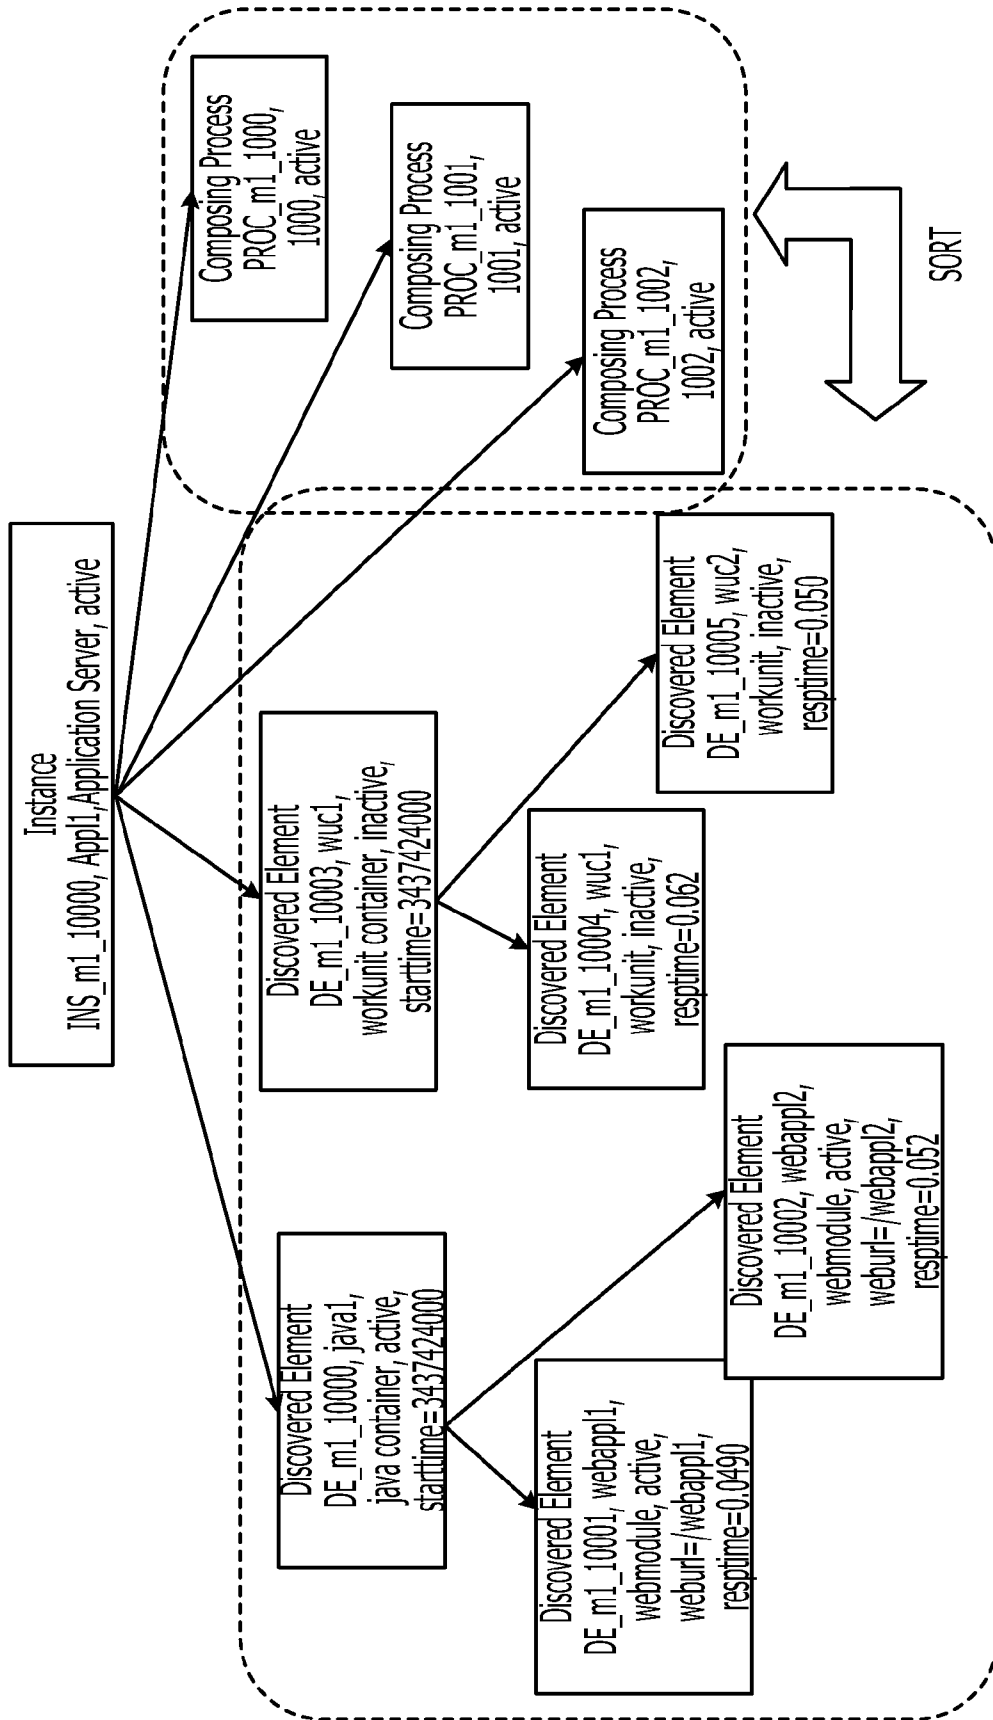 Instance
INS_m1_10000, Appl1,Application Server, active
Discovered Element
DE_m1_10000, java1,
java container, active,
starttime=3437424000
Discovered Element
DE_m1_10003, wuc1,
workunit container, inactive,
starttime=3437424000
Composing Process
PROC_m1_1000,
1000, active
Composing Process
PROC_m1_1001,
1001, active
Composing Process
PROC_m1_1002,
1002, active
Discovered Element
DE_m1_10001, webappl1,
webmodule, active,
weburl=/webappl1,
resptime=0.0490
Discovered Element
DE_m1_10002, webappl2,
webmodule, active,
weburl=/webappl2,
resptime=0.052
Discovered Element
DE_m1_10004, wuc1,
workunit, inactive,
resptime=0.062
Discovered Element
DE_m1_10005, wuc2,
workunit, inactive,
resptime=0.050
SORT